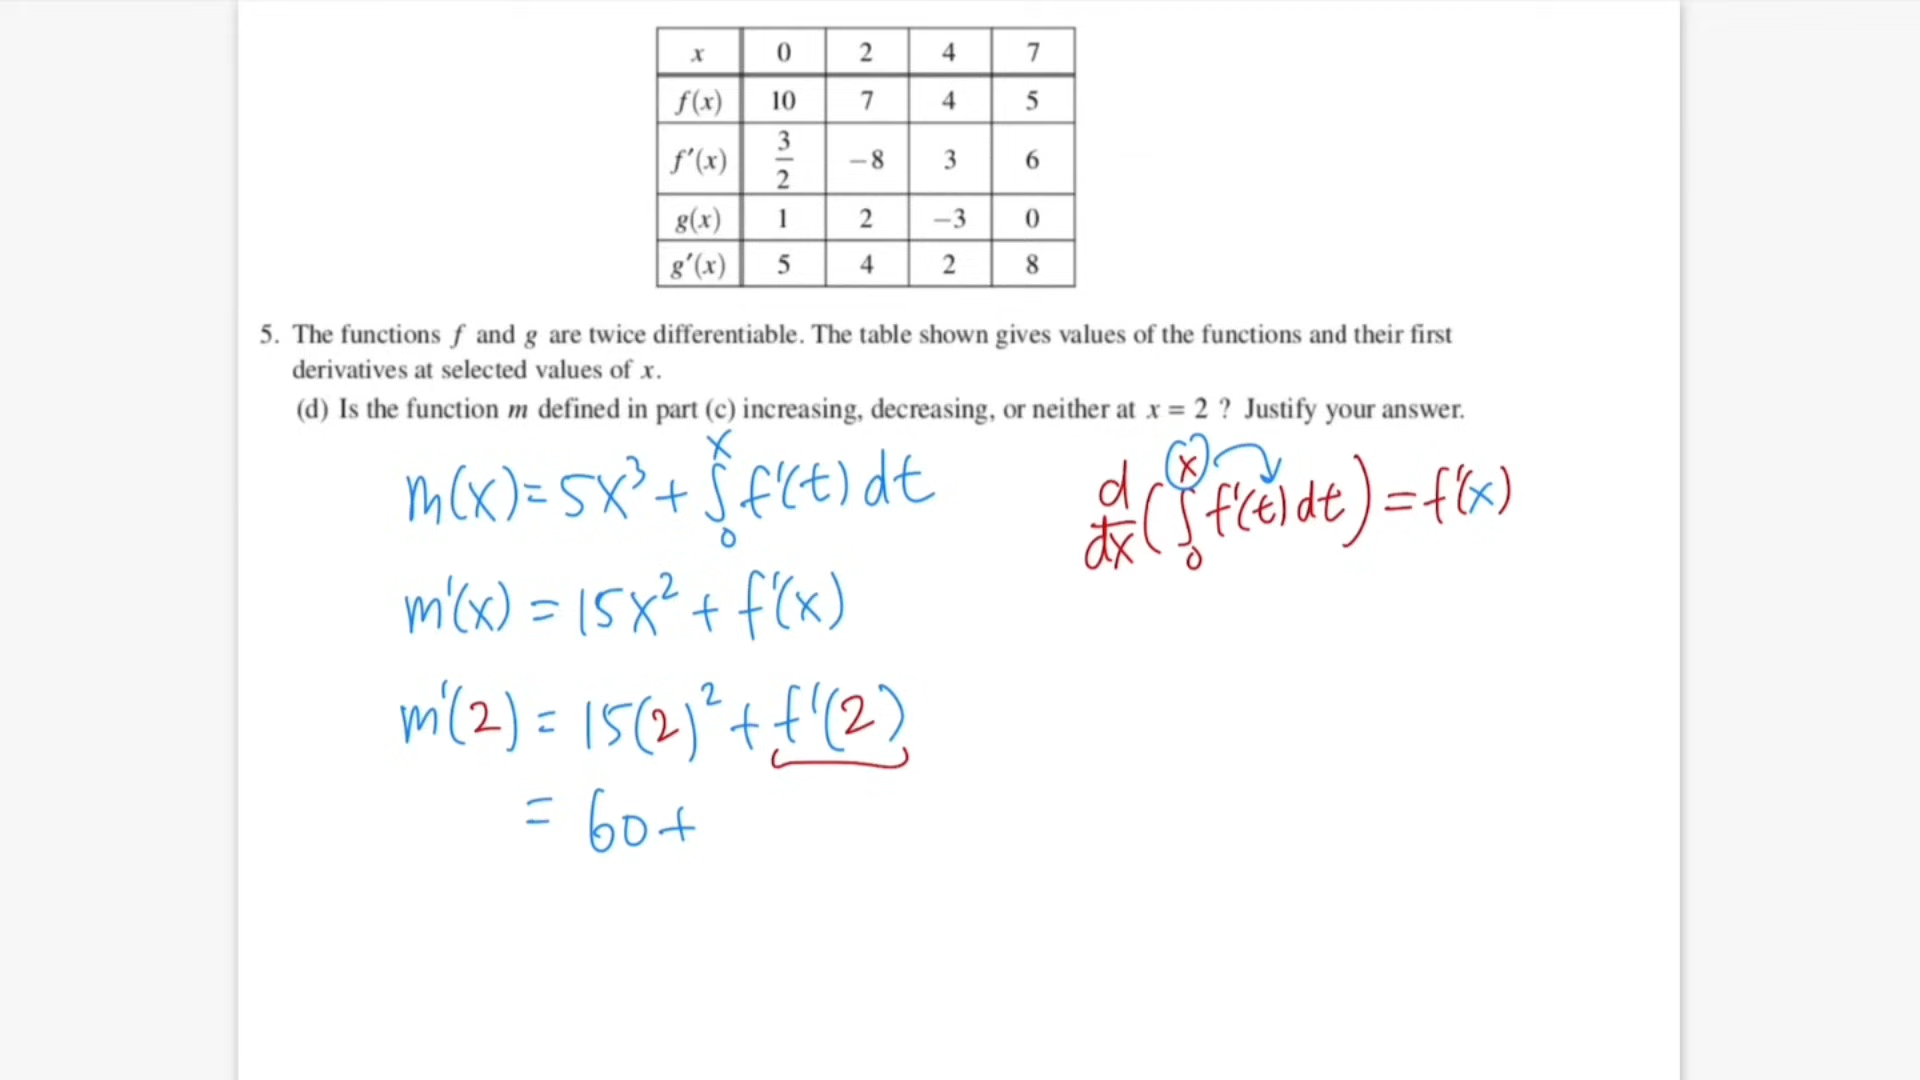 x 0 2 4 7
f(x) 10 7 4 5
f′(x) 3/2 −8 3 6
g(x) 1 2 −3 0
g′(x) 5 4 2 8
5. The functions f and g are twice differentiable. The table shown gives values of the functions and their first
derivatives at selected values of x.
(d) Is the function m defined in part (c) increasing, decreasing, or neither at x = 2 ? Justify your answer.
m(x) = 5x³ + ∫₀ˣ f′(t) dt
d/dx (∫₀ˣ f′(t) dt) = f′(x)
m′(x) = 15x² + f′(x)
m′(2) = 15(2)² + f′(2)
= 60 +